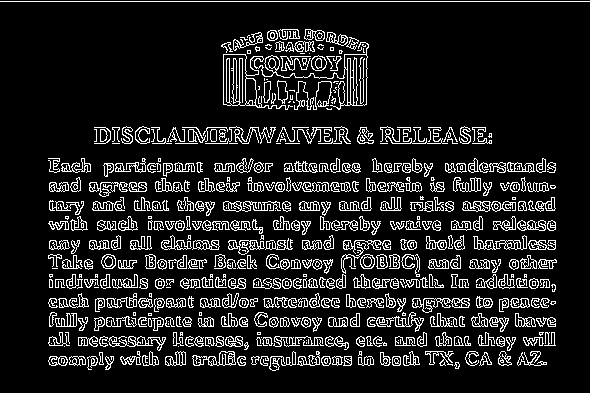 TAKE OUR BORDER
BACK
CONVOY
DISCLAIMER/WAIVER & RELEASE:
Each participant and/or attendee hereby understands
and agrees that their involvement herein is fully volun-
tary and that they assume any and all risks associated
with such involvement, they hereby waive and release
any and all claims against and agree to hold harmless
Take Our Border Back Convoy (TOBBC) and any other
individuals or entities associated therewith. In addition,
each participant and/or attendee hereby agrees to peace-
fully participate in the Convoy and certify that they have
all necessary licenses, insurance, etc. and that they will
comply with all traffic regulations in both TX, CA & AZ.